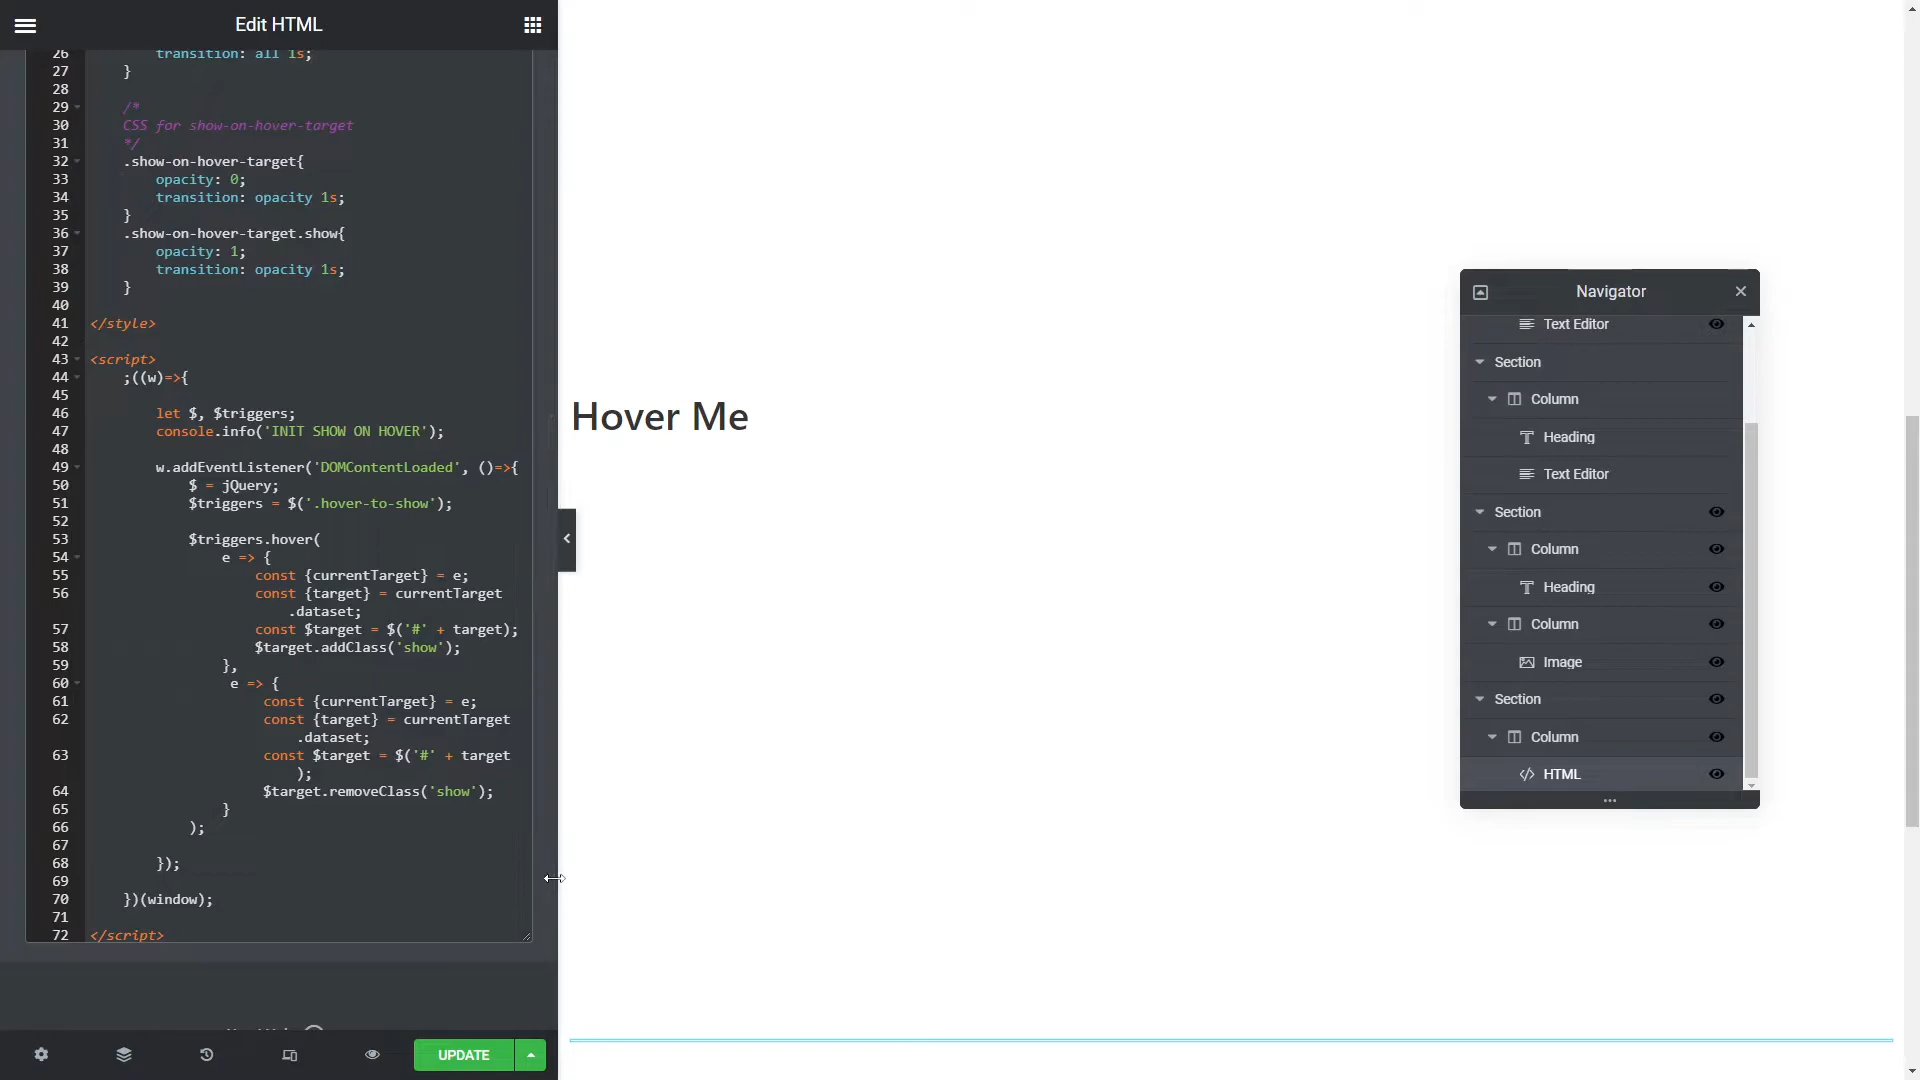 Edit HTML
26 transition: all 1s;
27 }
28
29 /*
30 CSS for show-on-hover-target
31 */
32 .show-on-hover-target{
33 opacity: 0;
34 transition: opacity 1s;
35 }
36 .show-on-hover-target.show{
37 opacity: 1;
38 transition: opacity 1s;
39 }
40
41 </style>
42
43 <script>
44 ;((w)=>{
45
46 let $, $triggers;
47 console.info('INIT SHOW ON HOVER');
48
49 w.addEventListener('DOMContentLoaded', ()=>{
50 $ = jQuery;
51 $triggers = $('.hover-to-show');
52
53 $triggers.hover(
54 e => {
55 const {currentTarget} = e;
56 const {target} = currentTarget
.dataset;
57 const $target = $('#' + target);
58 $target.addClass('show');
59 },
60 e => {
61 const {currentTarget} = e;
62 const {target} = currentTarget
.dataset;
63 const $target = $('#' + target
);
64 $target.removeClass('show');
65 }
66 );
67
68 });
69
70 })(window);
71
72 </script>
UPDATE
Hover Me
Navigator
Text Editor
Section
Column
Heading
Text Editor
Section
Column
Heading
Column
Image
Section
Column
HTML